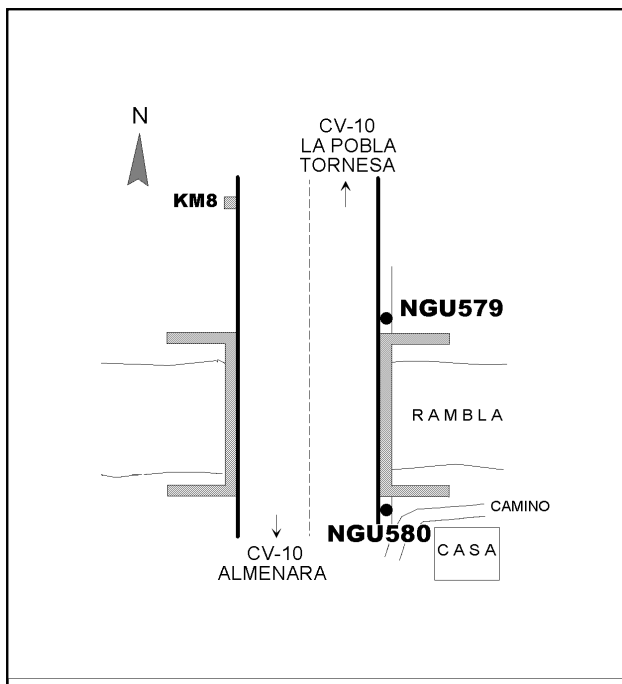 N
CV-10
LA POBLA
TORNESA
KM8
NGU579
RAMBLA
CAMINO
NGU580
CASA
CV-10
ALMENARA